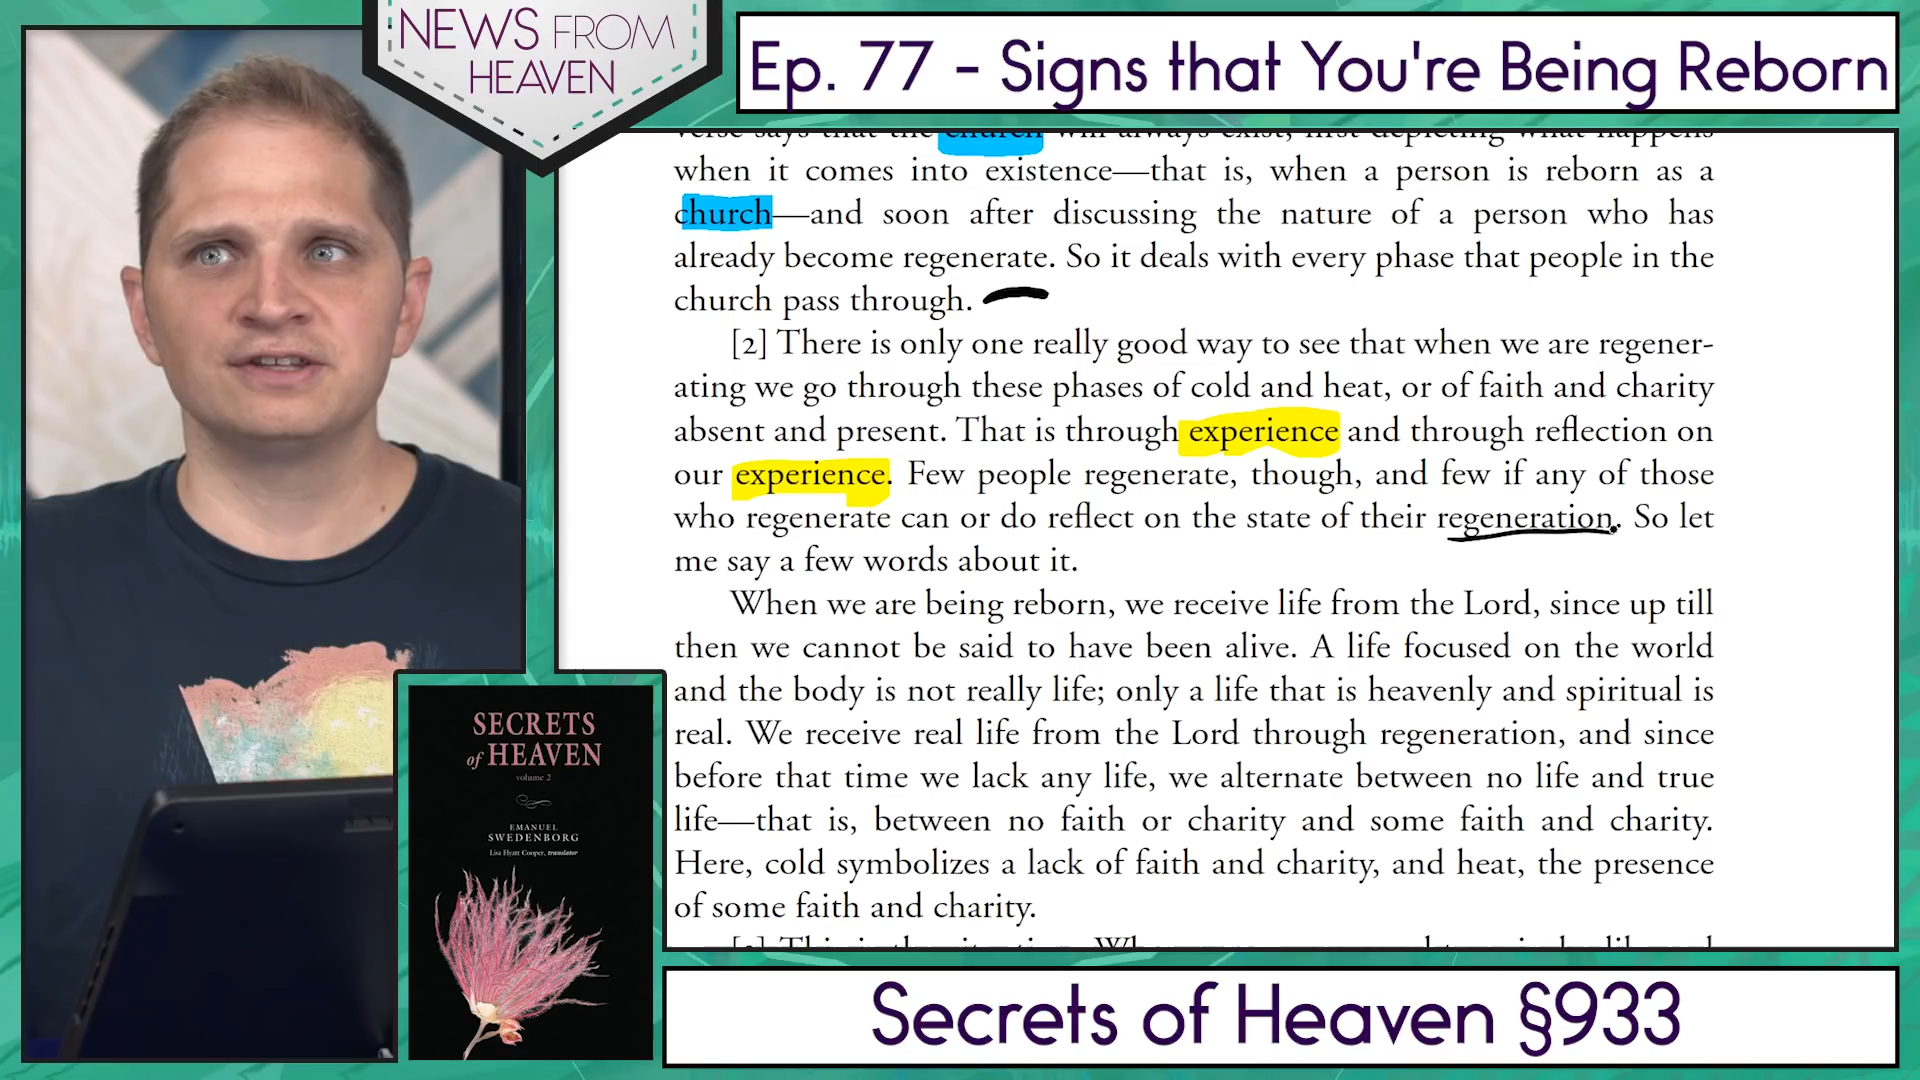 NEWS FROM
HEAVEN
Ep. 77 - Signs that You're Being Reborn
verse says that the church will always exist, first depicting what happens
when it comes into existence—that is, when a person is reborn as a
church—and soon after discussing the nature of a person who has
already become regenerate. So it deals with every phase that people in the
church pass through.
[2] There is only one really good way to see that when we are regener-
ating we go through these phases of cold and heat, or of faith and charity
absent and present. That is through experience and through reflection on
our experience. Few people regenerate, though, and few if any of those
who regenerate can or do reflect on the state of their regeneration. So let
me say a few words about it.
When we are being reborn, we receive life from the Lord, since up till
then we cannot be said to have been alive. A life focused on the world
and the body is not really life; only a life that is heavenly and spiritual is
real. We receive real life from the Lord through regeneration, and since
before that time we lack any life, we alternate between no life and true
life—that is, between no faith or charity and some faith and charity.
Here, cold symbolizes a lack of faith and charity, and heat, the presence
of some faith and charity.
SECRETS
of HEAVEN
volume 2
EMANUEL
SWEDENBORG
Lisa Hyatt Cooper, translator
Secrets of Heaven §933